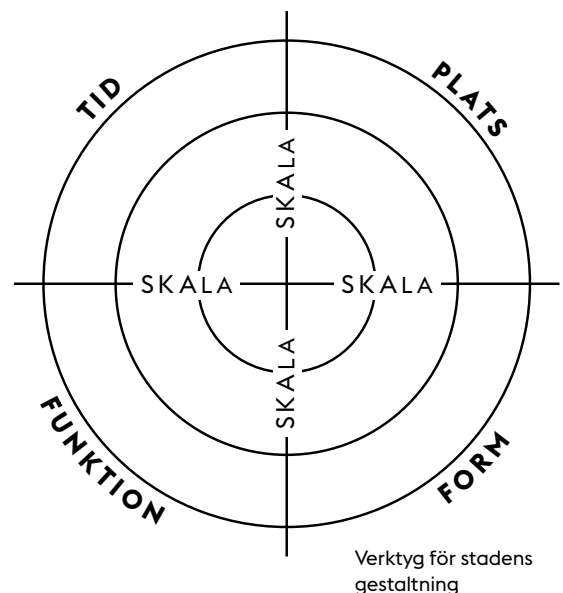 TID
PLATS
SKALA
SKALA
SKALA
SKALA
FUNKTION
FORM
Verktyg för stadens
gestaltning